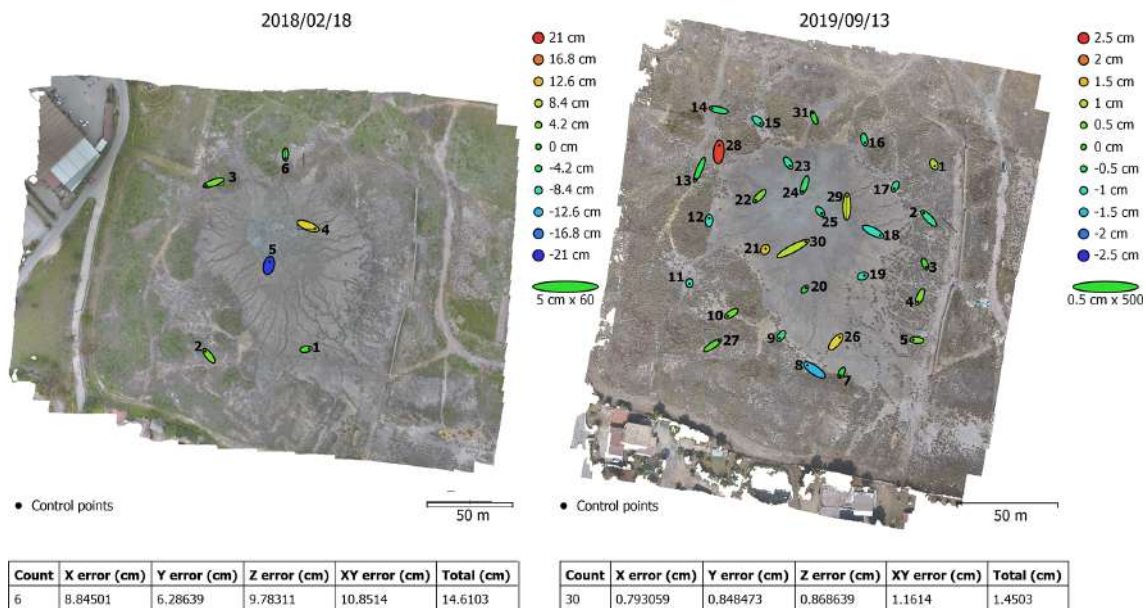 2018/02/18
21 cm
16.8 cm
12.6 cm
8.4 cm
4.2 cm
0 cm
-4.2 cm
-8.4 cm
-12.6 cm
-16.8 cm
-21 cm
5 cm x 60
6
3
4
5
2
1
Control points
50 m
Count X error (cm) Y error (cm) Z error (cm) XY error (cm) Total (cm)
6 8.84501 6.28639 9.78311 10.8514 14.6103
2019/09/13
2.5 cm
2 cm
1.5 cm
1 cm
0.5 cm
0 cm
-0.5 cm
-1 cm
-1.5 cm
-2 cm
-2.5 cm
0.5 cm x 500
14
15
31
16
28
23
1
13
24
17
22
29
12
25
2
18
21
30
3
11
19
20
4
10
27
9
26
5
8
7
Control points
50 m
Count X error (cm) Y error (cm) Z error (cm) XY error (cm) Total (cm)
30 0.793059 0.848473 0.868639 1.1614 1.4503